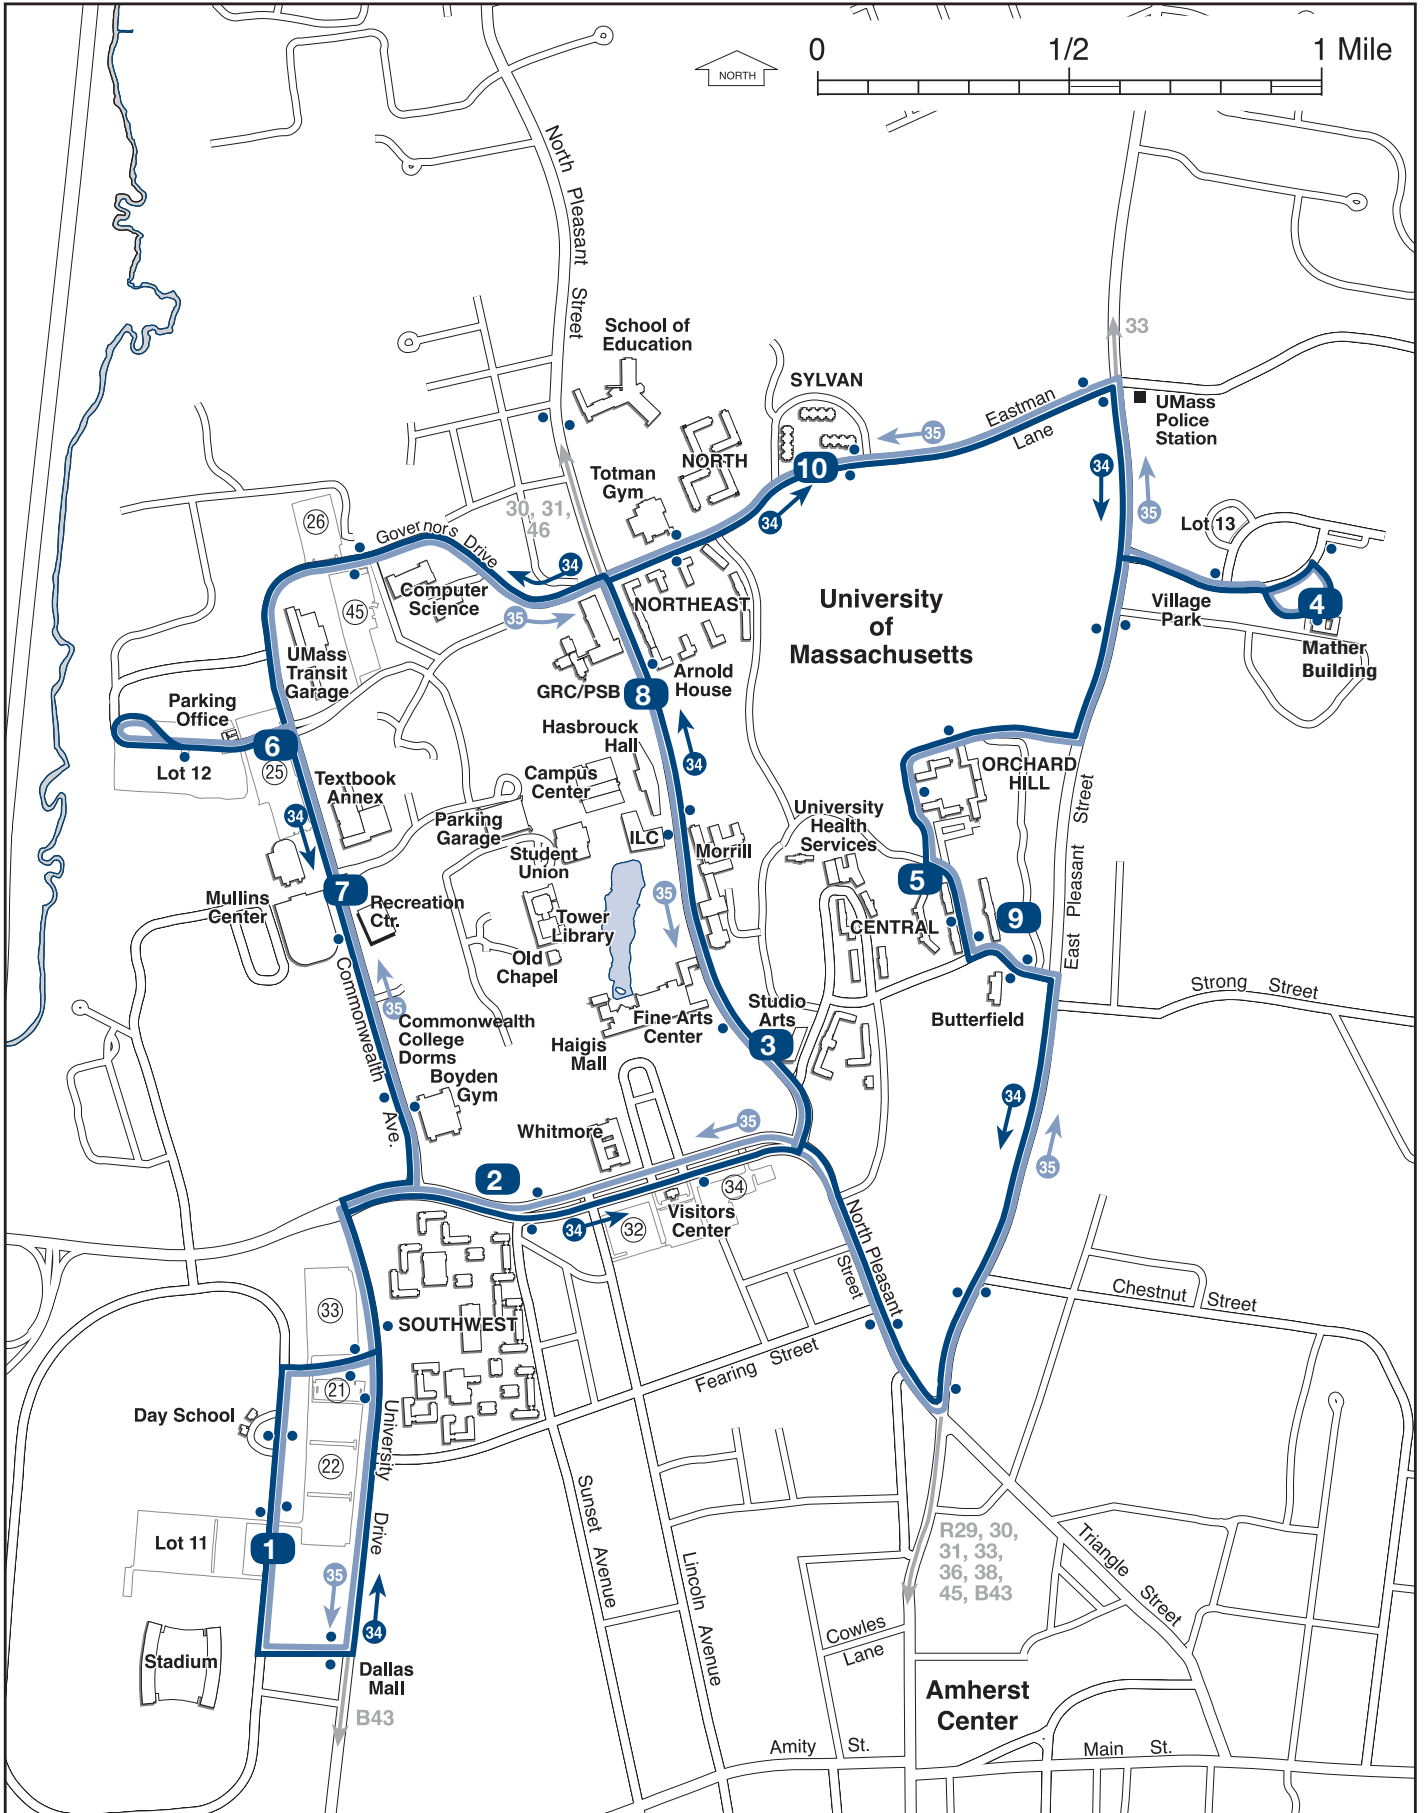 0
1/2
1 Mile
NORTH
North Pleasant Street
33
School of
Education
SYLVAN
Eastman
Lane
35
UMass
Police
Station
NORTH
10
Totman
Gym
34
34
35
30, 31,
46
26
Governors Drive
34
Lot 13
Computer
Science
45
35
NORTHEAST
University
of
Massachusetts
Village
Park
4
Mather
Building
UMass
Transit
Garage
GRC/PSB
8
Arnold
House
Parking
Office
6
Lot 12
25
Hasbrouck
Hall
34
ORCHARD
HILL
Textbook
Annex
Campus
Center
34
Parking
Garage
ILC
Morrill
University
Health
Services
East Pleasant Street
Student
Union
7
Mullins
Center
Recreation
Ctr.
35
Tower
Library
5
9
CENTRAL
Old
Chapel
Strong Street
Commonwealth Ave.
35
Commonwealth
College
Dorms
Fine Arts
Center
Studio
Arts
3
Butterfield
Haigis
Mall
Boyden
Gym
34
Whitmore
35
35
2
34
Visitors
Center
32
34
North Pleasant
Street
Chestnut Street
33
SOUTHWEST
Fearing Street
21
Day School
University Drive
22
Sunset Avenue
Lincoln Avenue
Lot 11
1
R29, 30,
31, 33,
36, 38,
45, B43
Triangle Street
35
34
Cowles
Lane
Stadium
Dallas
Mall
Amherst
Center
B43
Amity St.
Main St.